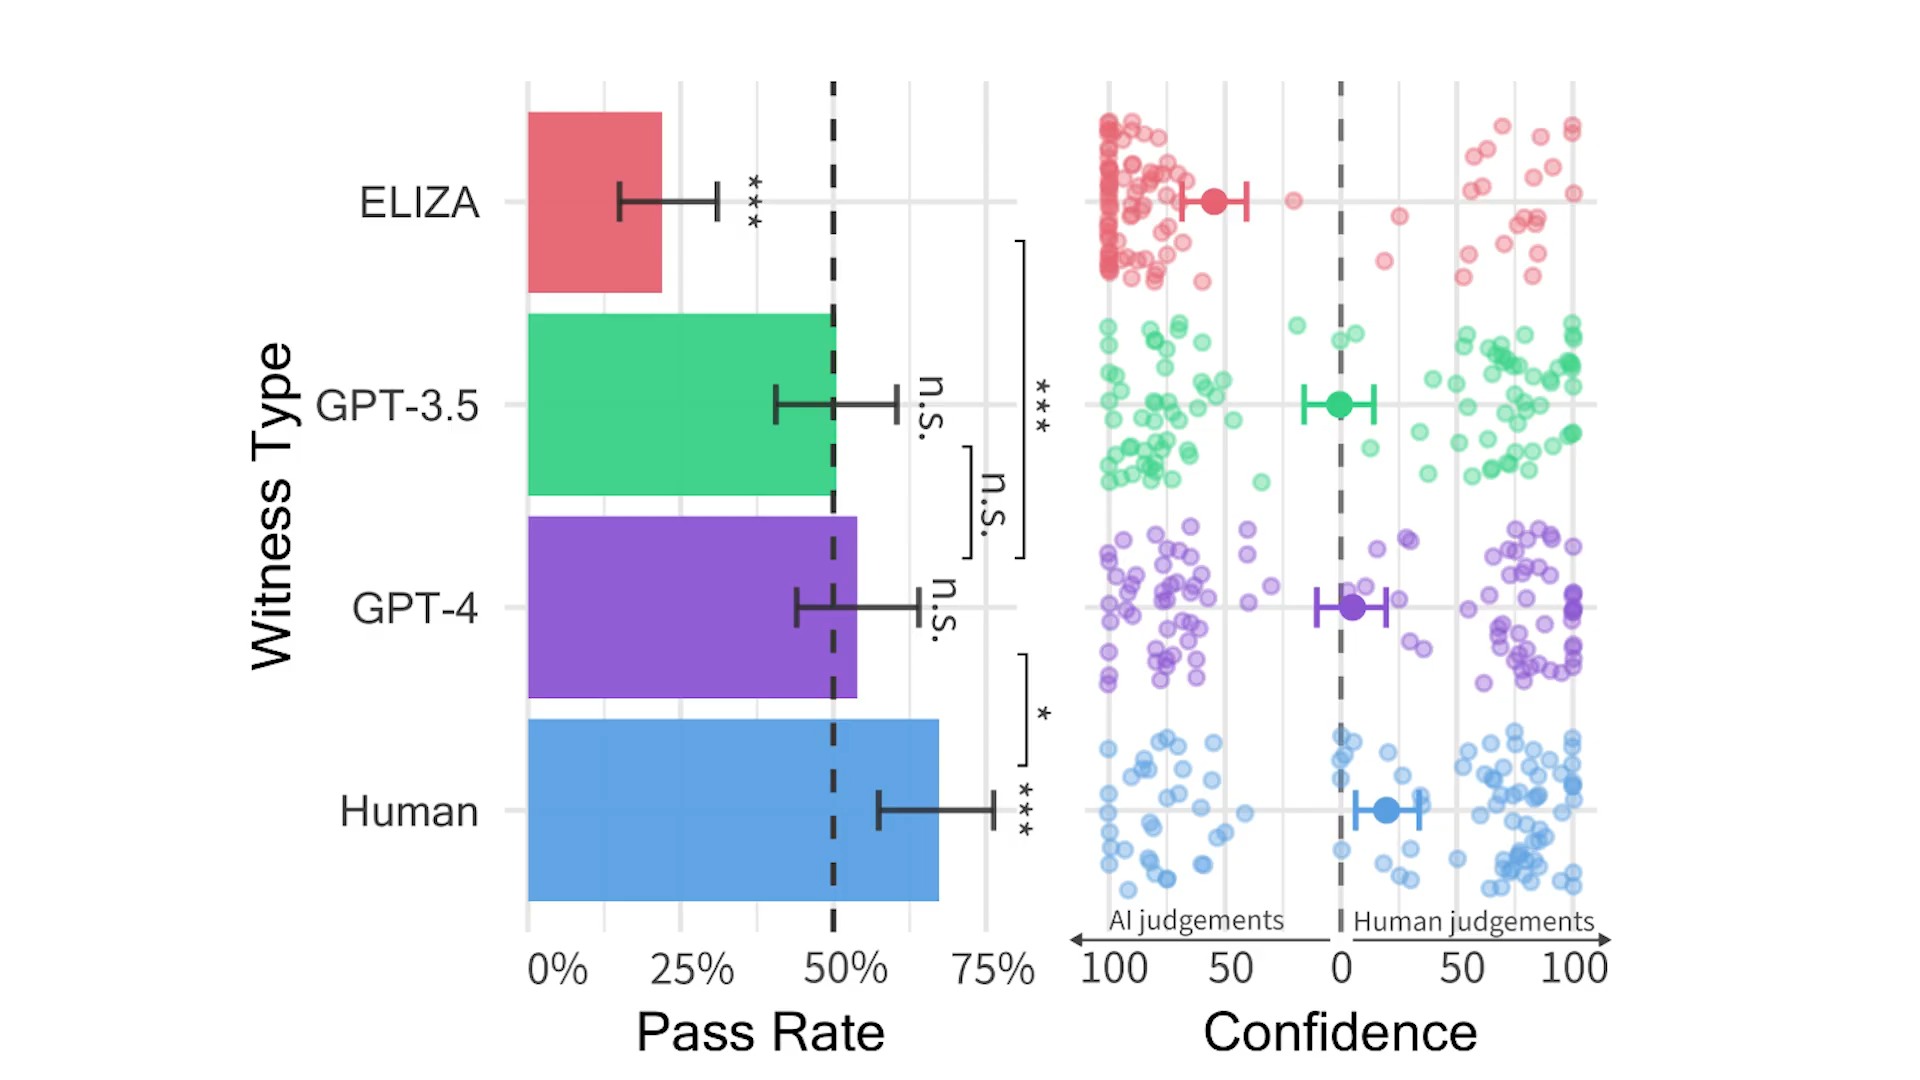 Witness Type
ELIZA
GPT-3.5
GPT-4
Human
***
n.s.
n.s.
*
***
n.s.
***
0% 25% 50% 75%
Pass Rate
AI judgements Human judgements
100 50 0 50 100
Confidence